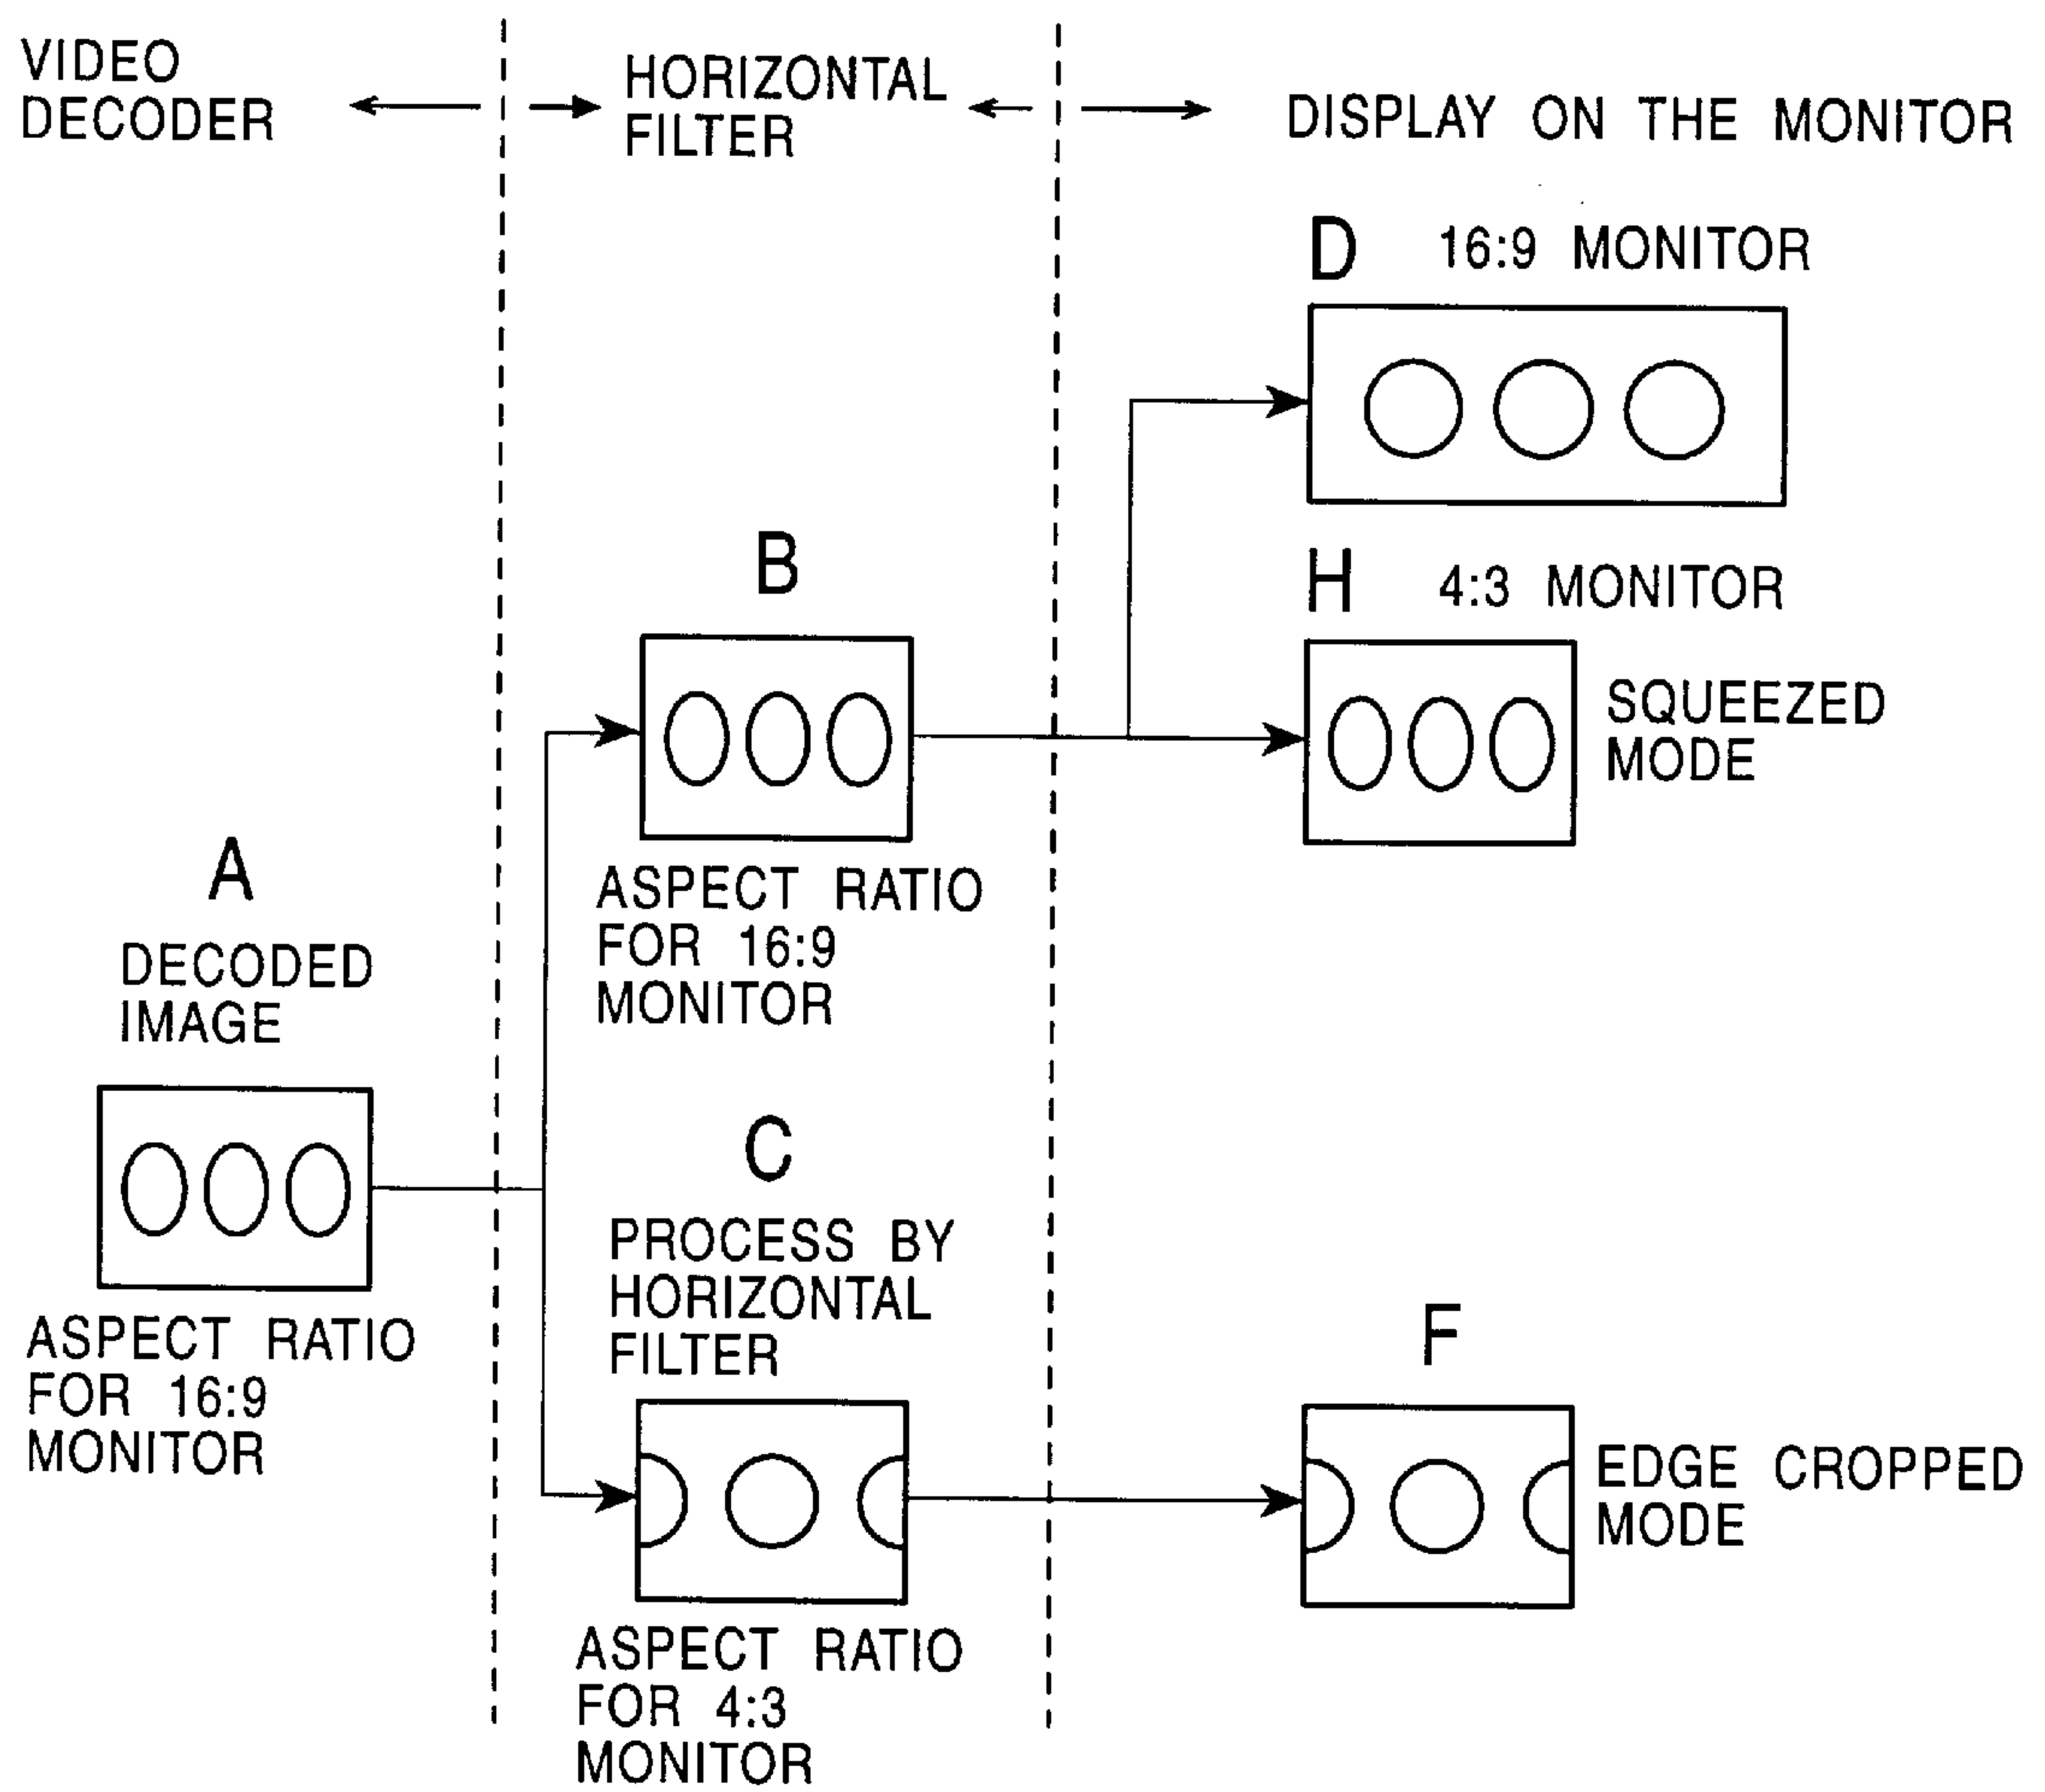 VIDEO
DECODER
HORIZONTAL
FILTER
DISPLAY ON THE MONITOR
D 16:9 MONITOR
B
H 4:3 MONITOR
SQUEEZED
MODE
A
DECODED
IMAGE
ASPECT RATIO
FOR 16:9
MONITOR
ASPECT RATIO
FOR 16:9
MONITOR
C
PROCESS BY
HORIZONTAL
FILTER
ASPECT RATIO
FOR 4:3
MONITOR
F
EDGE CROPPED
MODE